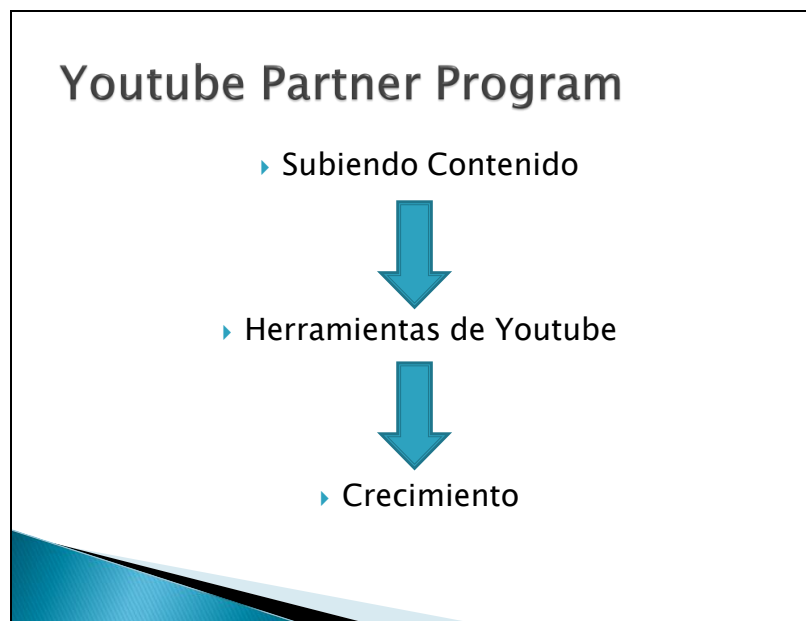 Youtube Partner Program
Subiendo Contenido
Herramientas de Youtube
Crecimiento